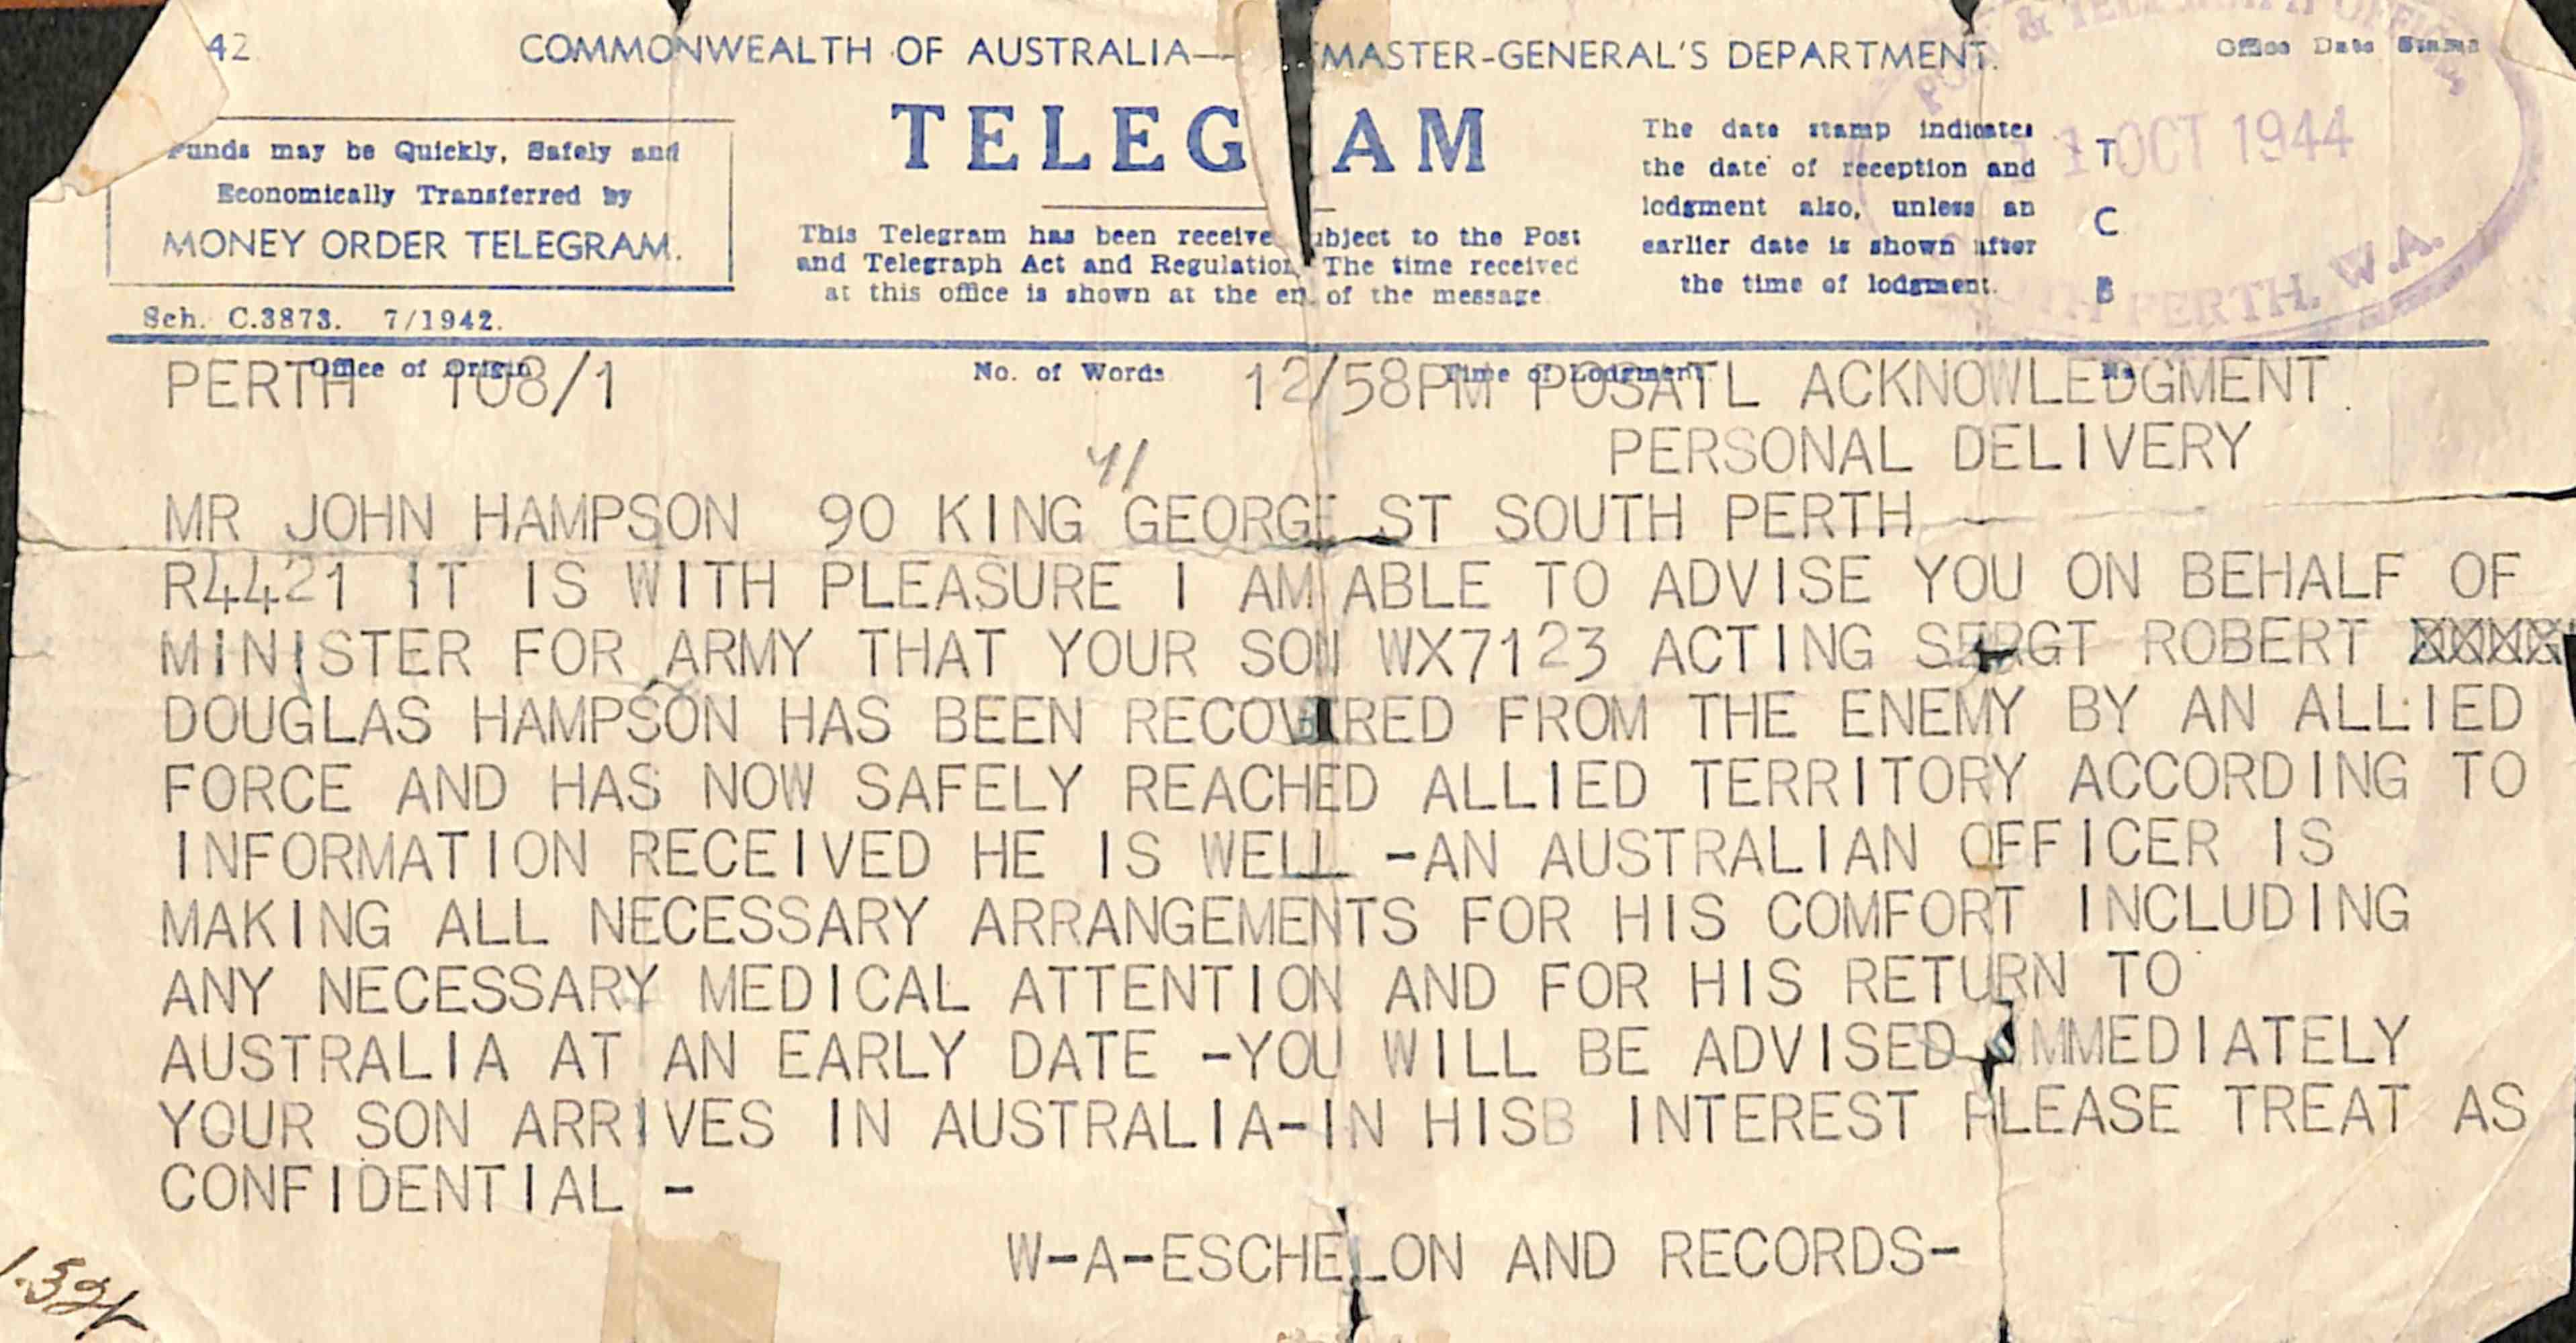 42
COMMONWEALTH OF AUSTRALIA— MASTER-GENERAL'S DEPARTMENT.
Office Date Stamp
POST & TELEGRAPH OFFICE
11 OCT 1944
PERTH. W.A.
Funds may be Quickly, Safely and
Economically Transferred by
MONEY ORDER TELEGRAM.
Sch. C.3873. 7/1942.
TELEG AM
This Telegram has been receive ubject to the Post
and Telegraph Act and Regulation The time received
at this office is shown at the en of the message
The date stamp indicates
the date of reception and
lodgment also, unless an
earlier date is shown after
the time of lodgment.
T
C
B
Office of Origin No. of Words Time of Lodgment No.
PERTH 108/1 12/58PM POSATL ACKNOWLEDGMENT
PERSONAL DELIVERY
MR JOHN HAMPSON 90 KING GEORGE ST SOUTH PERTH
R4421 IT IS WITH PLEASURE I AM ABLE TO ADVISE YOU ON BEHALF OF
MINISTER FOR ARMY THAT YOUR SON WX7123 ACTING SERGT ROBERT
DOUGLAS HAMPSON HAS BEEN RECOVERED FROM THE ENEMY BY AN ALLIED
FORCE AND HAS NOW SAFELY REACHED ALLIED TERRITORY ACCORDING TO
INFORMATION RECEIVED HE IS WELL -AN AUSTRALIAN OFFICER IS
MAKING ALL NECESSARY ARRANGEMENTS FOR HIS COMFORT INCLUDING
ANY NECESSARY MEDICAL ATTENTION AND FOR HIS RETURN TO
AUSTRALIA AT AN EARLY DATE -YOU WILL BE ADVISED IMMEDIATELY
YOUR SON ARRIVES IN AUSTRALIA-IN HISB INTEREST PLEASE TREAT AS
CONFIDENTIAL -
W-A-ESCHELON AND RECORDS-